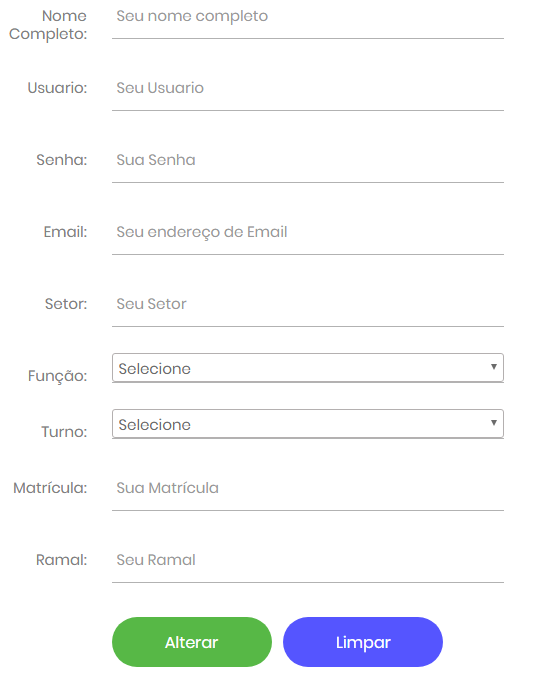 Nome Seu nome completo
Completo:
Usuario: Seu Usuario
Senha: Sua Senha
Email: Seu endereço de Email
Setor: Seu Setor
Função: Selecione
Turno: Selecione
Matrícula: Sua Matrícula
Ramal: Seu Ramal
Alterar Limpar